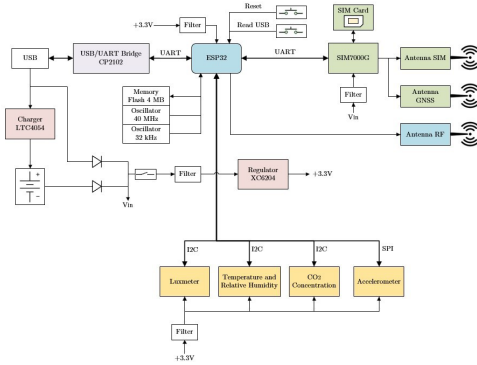 Reset
SIM Card
+3.3V
Filter
Read USB
USB
USB/UART Bridge
CP2102
UART
ESP32
UART
SIM7000G
Antenna SIM
Memory
Flash 4 MB
Oscillator
40 MHz
Oscillator
32 kHz
Filter
Vin
Antenna
GNSS
Antenna RF
Charger
LTC4054
Vin
Filter
Regulator
XC6204
+3.3V
I2C
I2C
I2C
SPI
Luxmeter
Temperature and
Relative Humidity
CO2
Concentration
Accelerometer
Filter
+3.3V